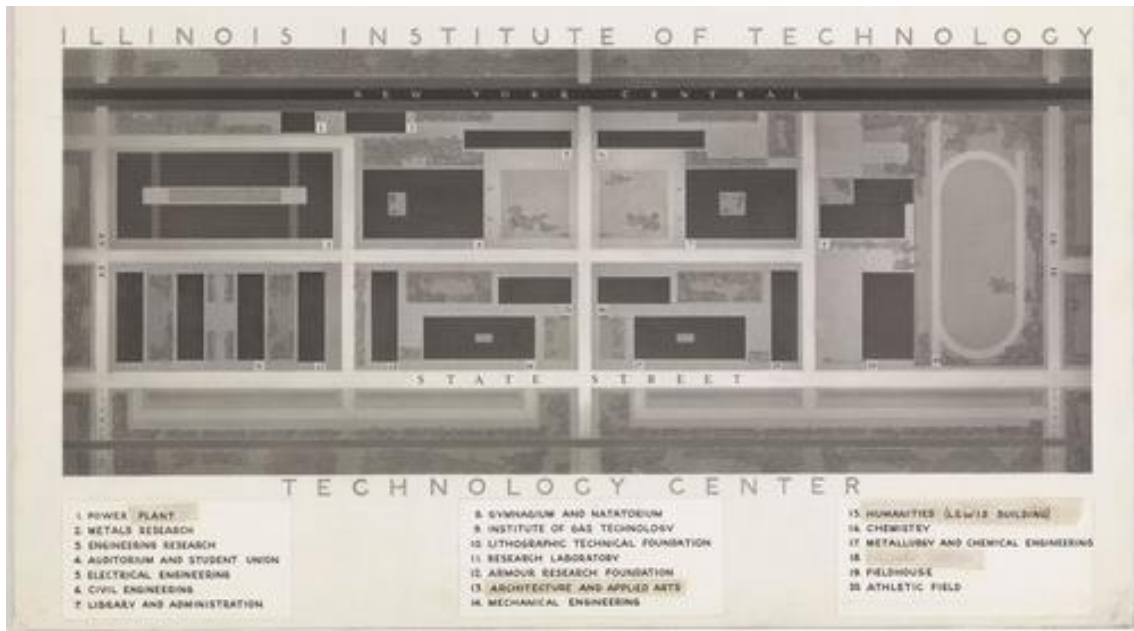 ILLINOIS INSTITUTE OF TECHNOLOGY
NEW YORK CENTRAL
STATE STREET
TECHNOLOGY CENTER
1. POWER PLANT
2. METALS RESEARCH
3. ENGINEERING RESEARCH
4. AUDITORIUM AND STUDENT UNION
5. ELECTRICAL ENGINEERING
6. CIVIL ENGINEERING
7. LIBRARY AND ADMINISTRATION
8. GYMNASIUM AND NATATORIUM
9. INSTITUTE OF GAS TECHNOLOGY
10. LITHOGRAPHIC TECHNICAL FOUNDATION
11. RESEARCH LABORATORY
12. ARMOUR RESEARCH FOUNDATION
13. ARCHITECTURE AND APPLIED ARTS
14. MECHANICAL ENGINEERING
15. HUMANITIES (LEWIS BUILDING)
16. CHEMISTRY
17. METALLURGY AND CHEMICAL ENGINEERING
18.
19. FIELDHOUSE
20. ATHLETIC FIELD